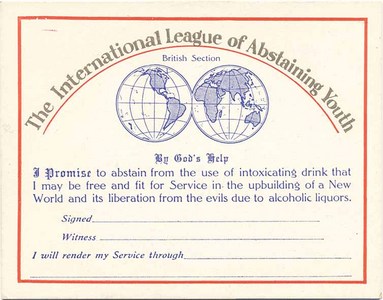 The International League of Abstaining Youth
British Section
By God's Help
I Promise to abstain from the use of intoxicating drink that
I may be free and fit for Service in the upbuilding of a New
World and its liberation from the evils due to alcoholic liquors.
Signed
Witness
I will render my Service through